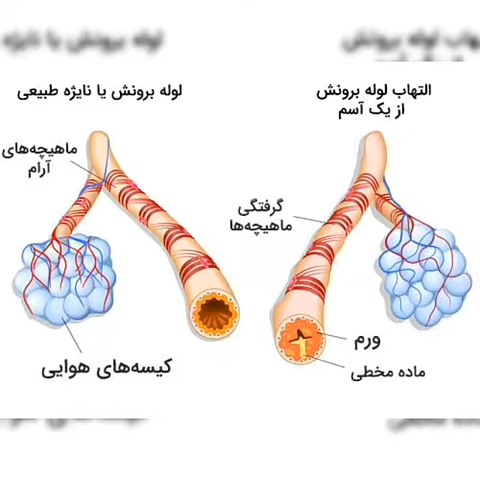 لوله برونش یا نایژه طبیعی
التهاب لوله برونش
از یک آسم
ماهیچه‌های
آرام
گرفتگی
ماهیچه‌ها
کیسه‌های هوایی
ورم
ماده مخطی